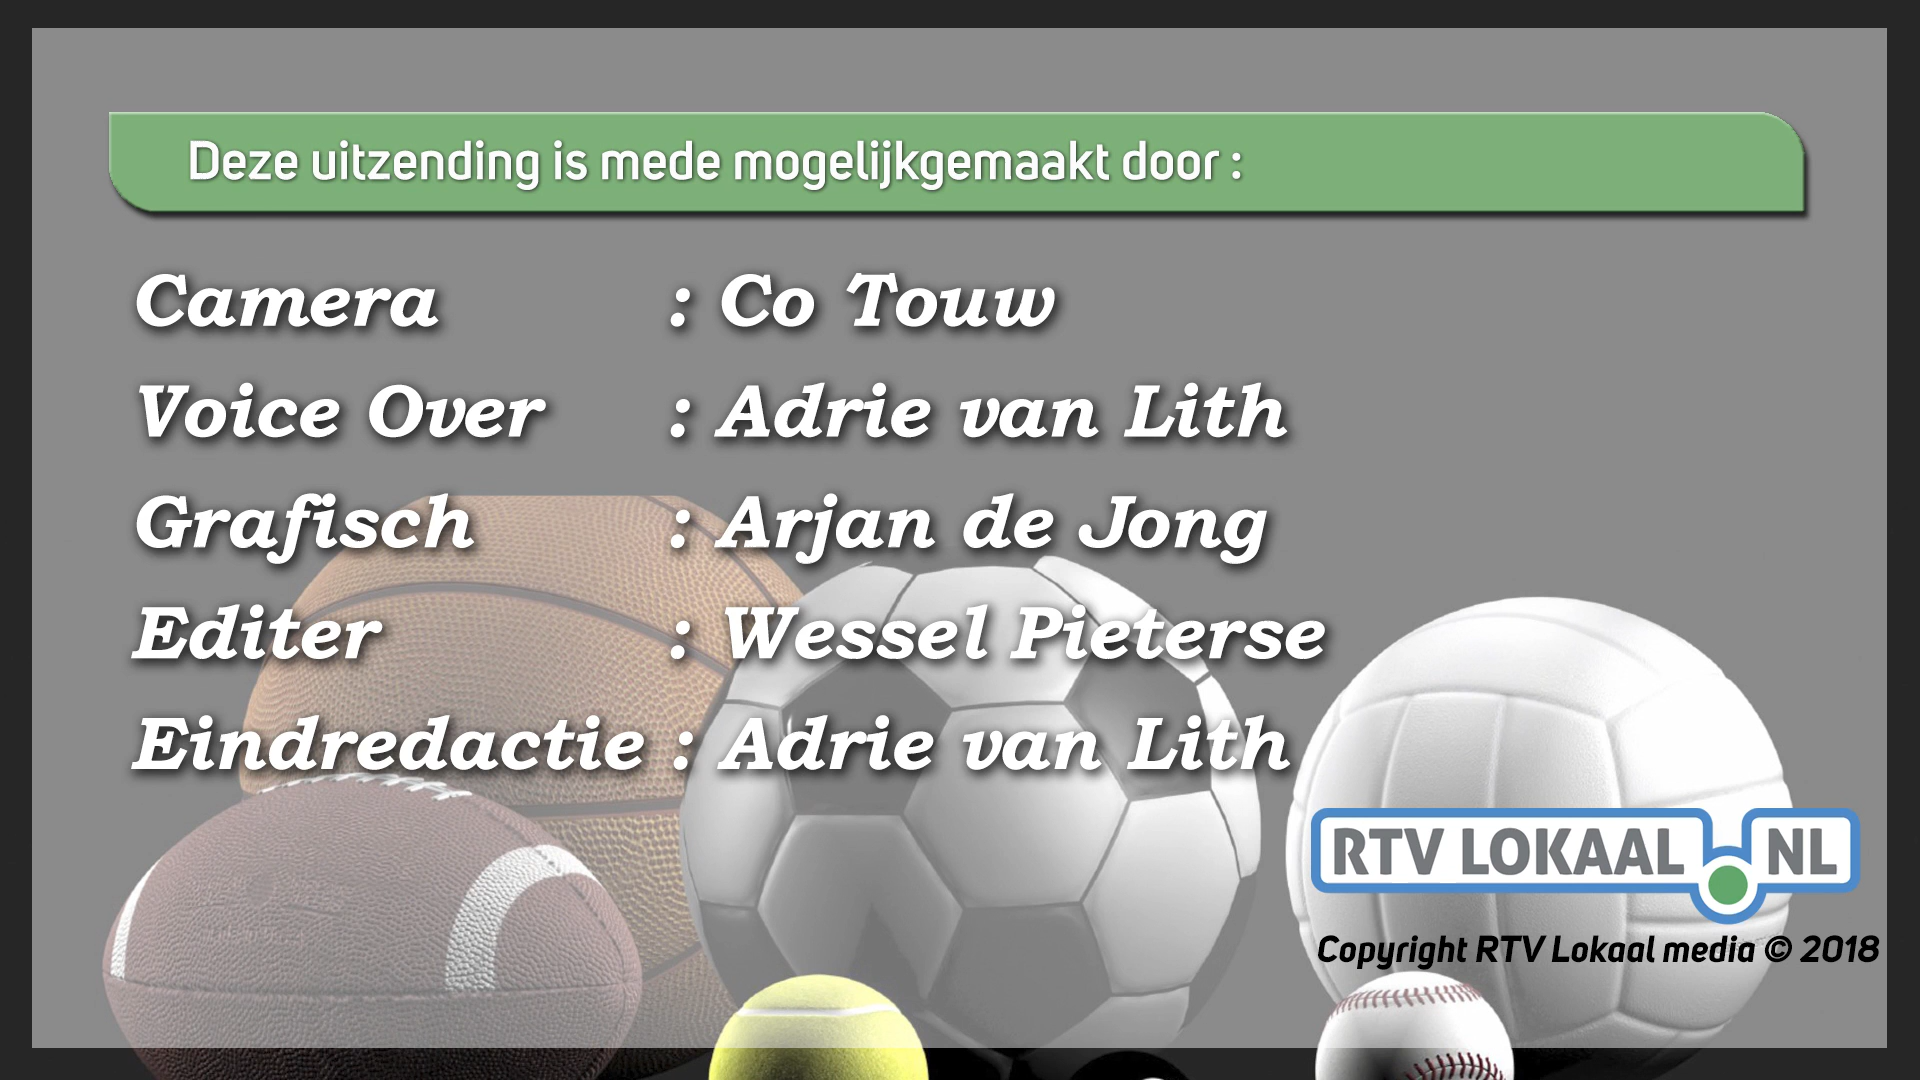 Deze uitzending is mede mogelijkgemaakt door :
Camera : Co Touw
Voice Over : Adrie van Lith
Grafisch : Arjan de Jong
Editer : Wessel Pieterse
Eindredactie : Adrie van Lith
RTV LOKAAL NL
Copyright RTV Lokaal media © 2018